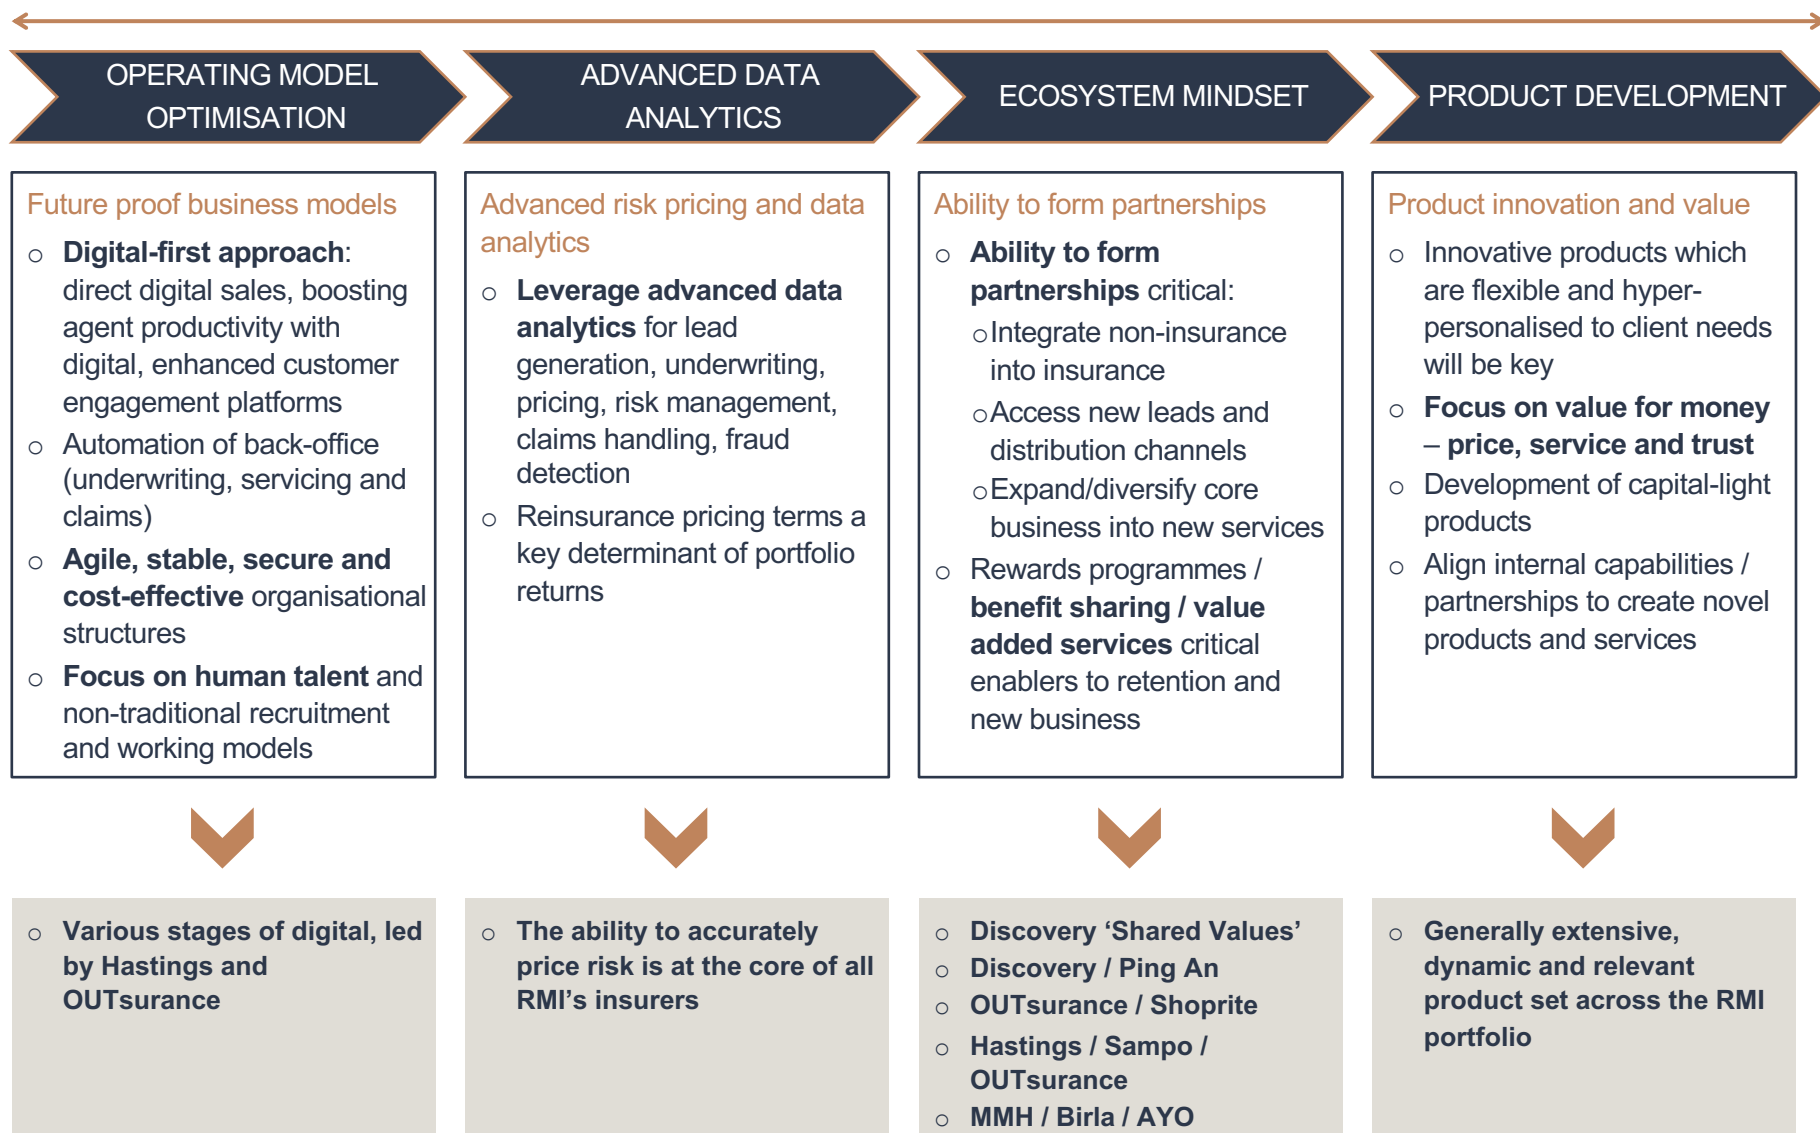 OPERATING MODEL
OPTIMISATION
ADVANCED DATA
ANALYTICS
ECOSYSTEM MINDSET
PRODUCT DEVELOPMENT
Future proof business models
o Digital-first approach:
direct digital sales, boosting
agent productivity with
digital, enhanced customer
engagement platforms
o Automation of back-office
(underwriting, servicing and
claims)
o Agile, stable, secure and
cost-effective organisational
structures
o Focus on human talent and
non-traditional recruitment
and working models
Advanced risk pricing and data
analytics
o Leverage advanced data
analytics for lead
generation, underwriting,
pricing, risk management,
claims handling, fraud
detection
o Reinsurance pricing terms a
key determinant of portfolio
returns
Ability to form partnerships
o Ability to form
partnerships critical:
oIntegrate non-insurance
into insurance
oAccess new leads and
distribution channels
oExpand/diversify core
business into new services
o Rewards programmes /
benefit sharing / value
added services critical
enablers to retention and
new business
Product innovation and value
o Innovative products which
are flexible and hyper-
personalised to client needs
will be key
o Focus on value for money
– price, service and trust
o Development of capital-light
products
o Align internal capabilities /
partnerships to create novel
products and services
o Various stages of digital, led
by Hastings and
OUTsurance
o The ability to accurately
price risk is at the core of all
RMI’s insurers
o Discovery ‘Shared Values’
o Discovery / Ping An
o OUTsurance / Shoprite
o Hastings / Sampo /
OUTsurance
o MMH / Birla / AYO
o Generally extensive,
dynamic and relevant
product set across the RMI
portfolio